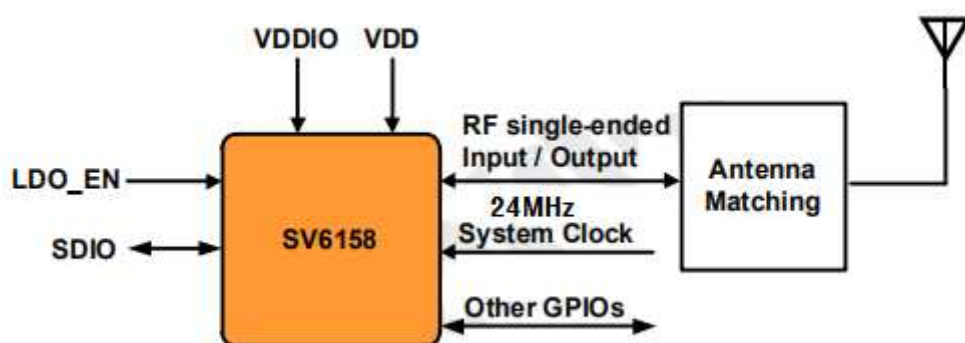 VDDIO VDD
RF single-ended
Input / Output
LDO_EN
Antenna
Matching
24MHz
System Clock
SDIO
SV6158
Other GPIOs